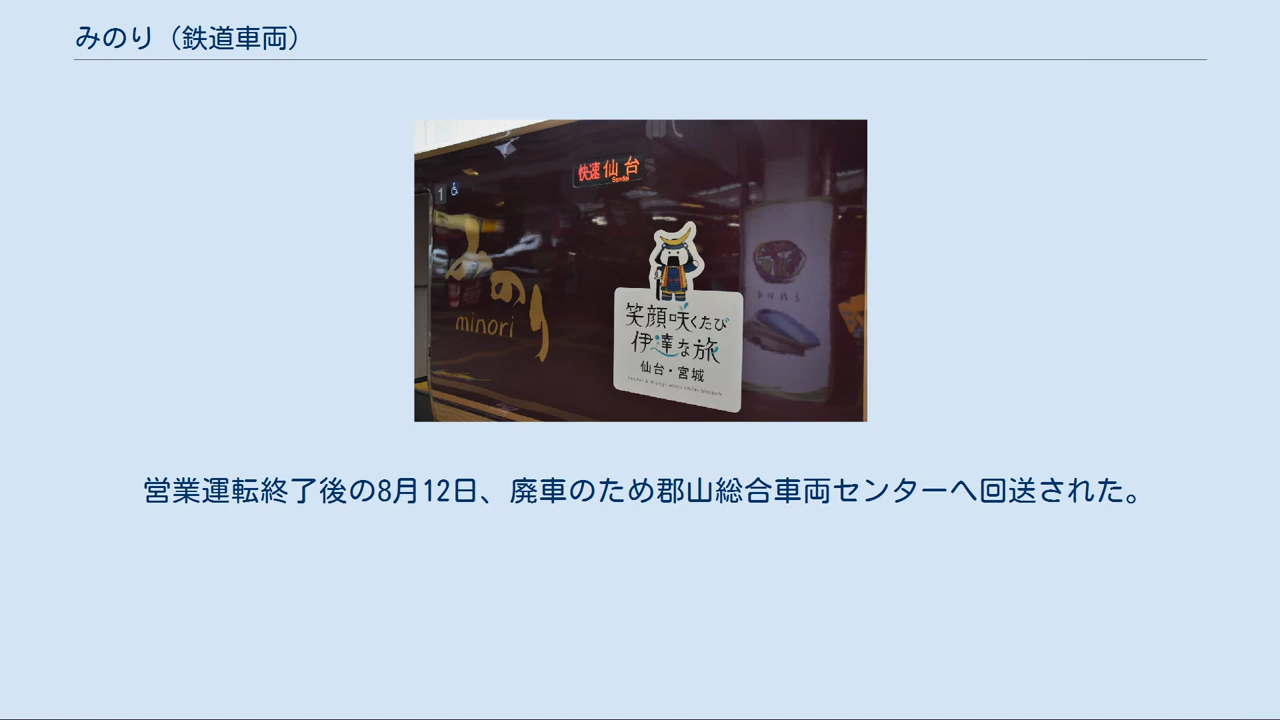 みのり（鉄道車両）
快速 仙台
Sendai
1
みのり
minori
笑顔咲くたび
伊達な旅
仙台・宮城
営業運転終了後の8月12日、廃車のため郡山総合車両センターへ回送された。